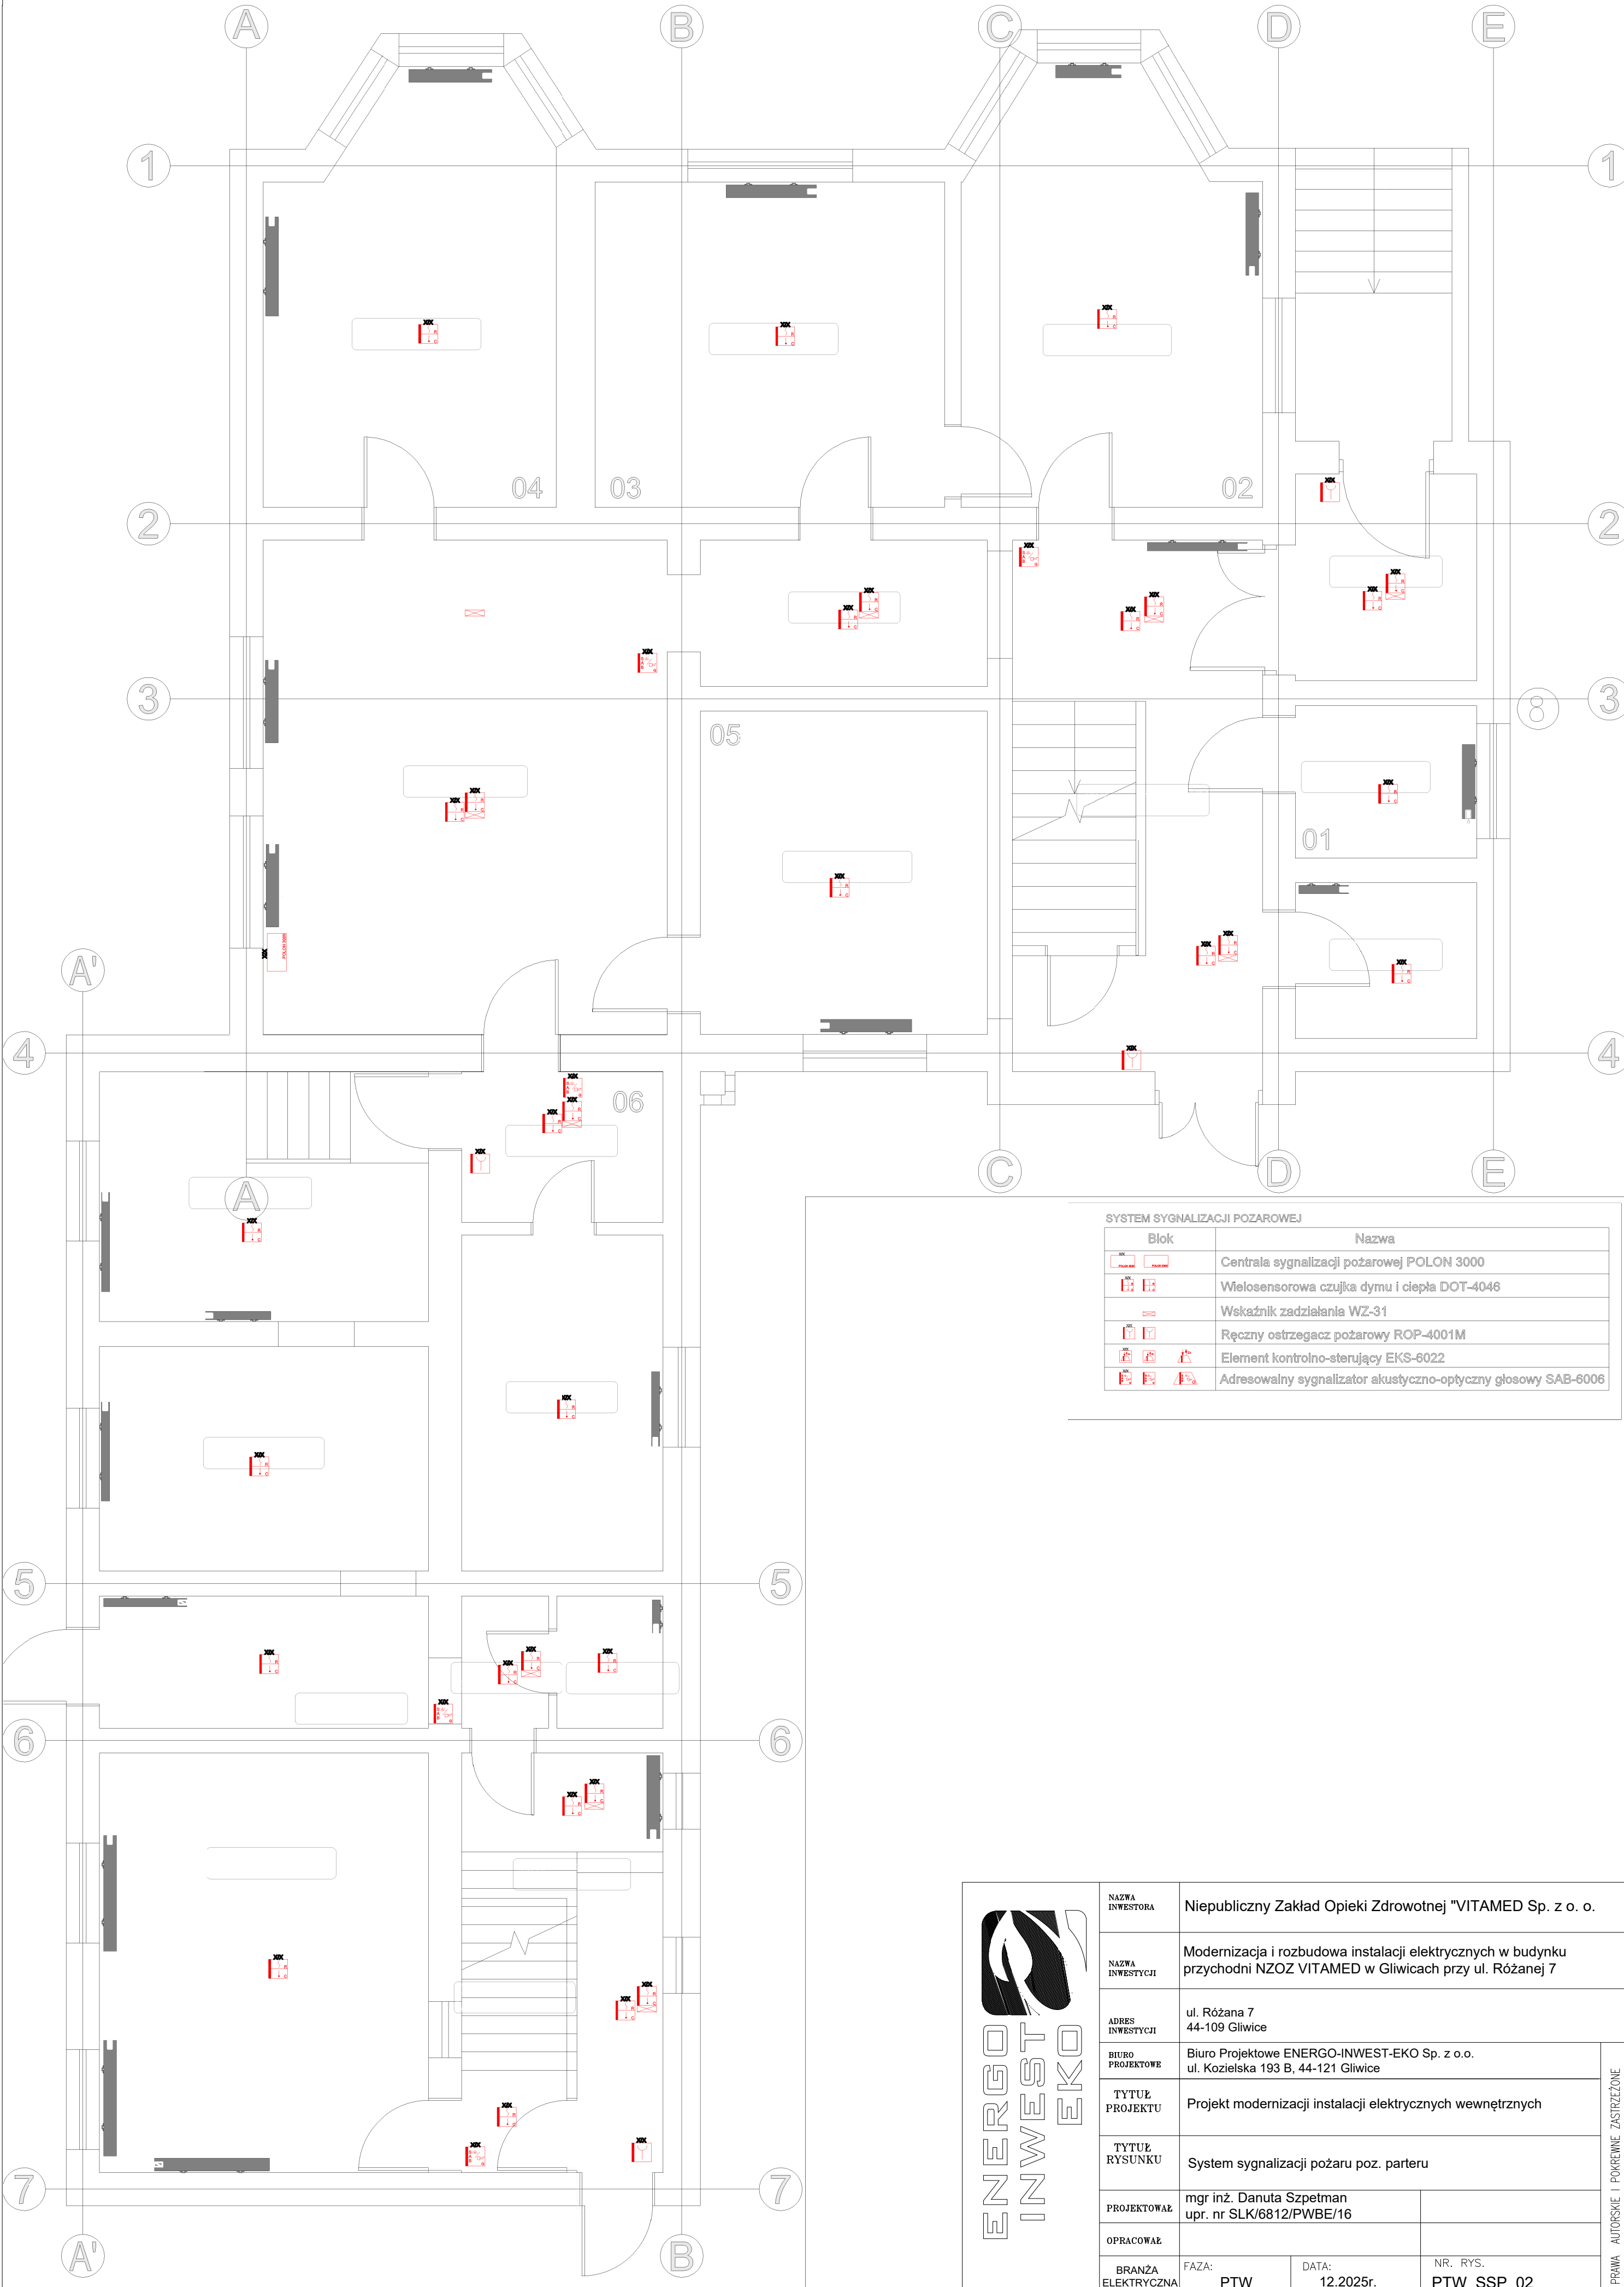 A
B
C
D
E
1
1
04
03
02
2
2
3
3
8
05
01
POLON 3000
A'
4
4
06
A
C
D
E
SYSTEM SYGNALIZACJI POŻAROWEJ
Blok
Nazwa
Centrala sygnalizacji pożarowej POLON 3000
Wielosensorowa czujka dymu i ciepła DOT-4046
Wskaźnik zadziałania WZ-31
Ręczny ostrzegacz pożarowy ROP-4001M
Element kontrolno-sterujący EKS-6022
Adresowalny sygnalizator akustyczno-optyczny głosowy SAB-6006
5
5
6
6
7
7
A'
B
ENERGO
INWEST
EKO
NAZWA
INWESTORA
Niepubliczny Zakład Opieki Zdrowotnej "VITAMED Sp. z o. o.
NAZWA
INWESTYCJI
Modernizacja i rozbudowa instalacji elektrycznych w budynku
przychodni NZOZ VITAMED w Gliwicach przy ul. Różanej 7
ADRES
INWESTYCJI
ul. Różana 7
44-109 Gliwice
BIURO
PROJEKTOWE
Biuro Projektowe ENERGO-INWEST-EKO Sp. z o.o.
ul. Kozielska 193 B, 44-121 Gliwice
TYTUŁ
PROJEKTU
Projekt modernizacji instalacji elektrycznych wewnętrznych
TYTUŁ
RYSUNKU
System sygnalizacji pożaru poz. parteru
PROJEKTOWAŁ
mgr inż. Danuta Szpetman
upr. nr SLK/6812/PWBE/16
OPRACOWAŁ
BRANŻA
ELEKTRYCZNA
FAZA:
PTW
DATA:
12.2025r.
NR. RYS.
PTW_SSP_02
PRAWA AUTORSKIE I POKREWNE ZASTRZEŻONE